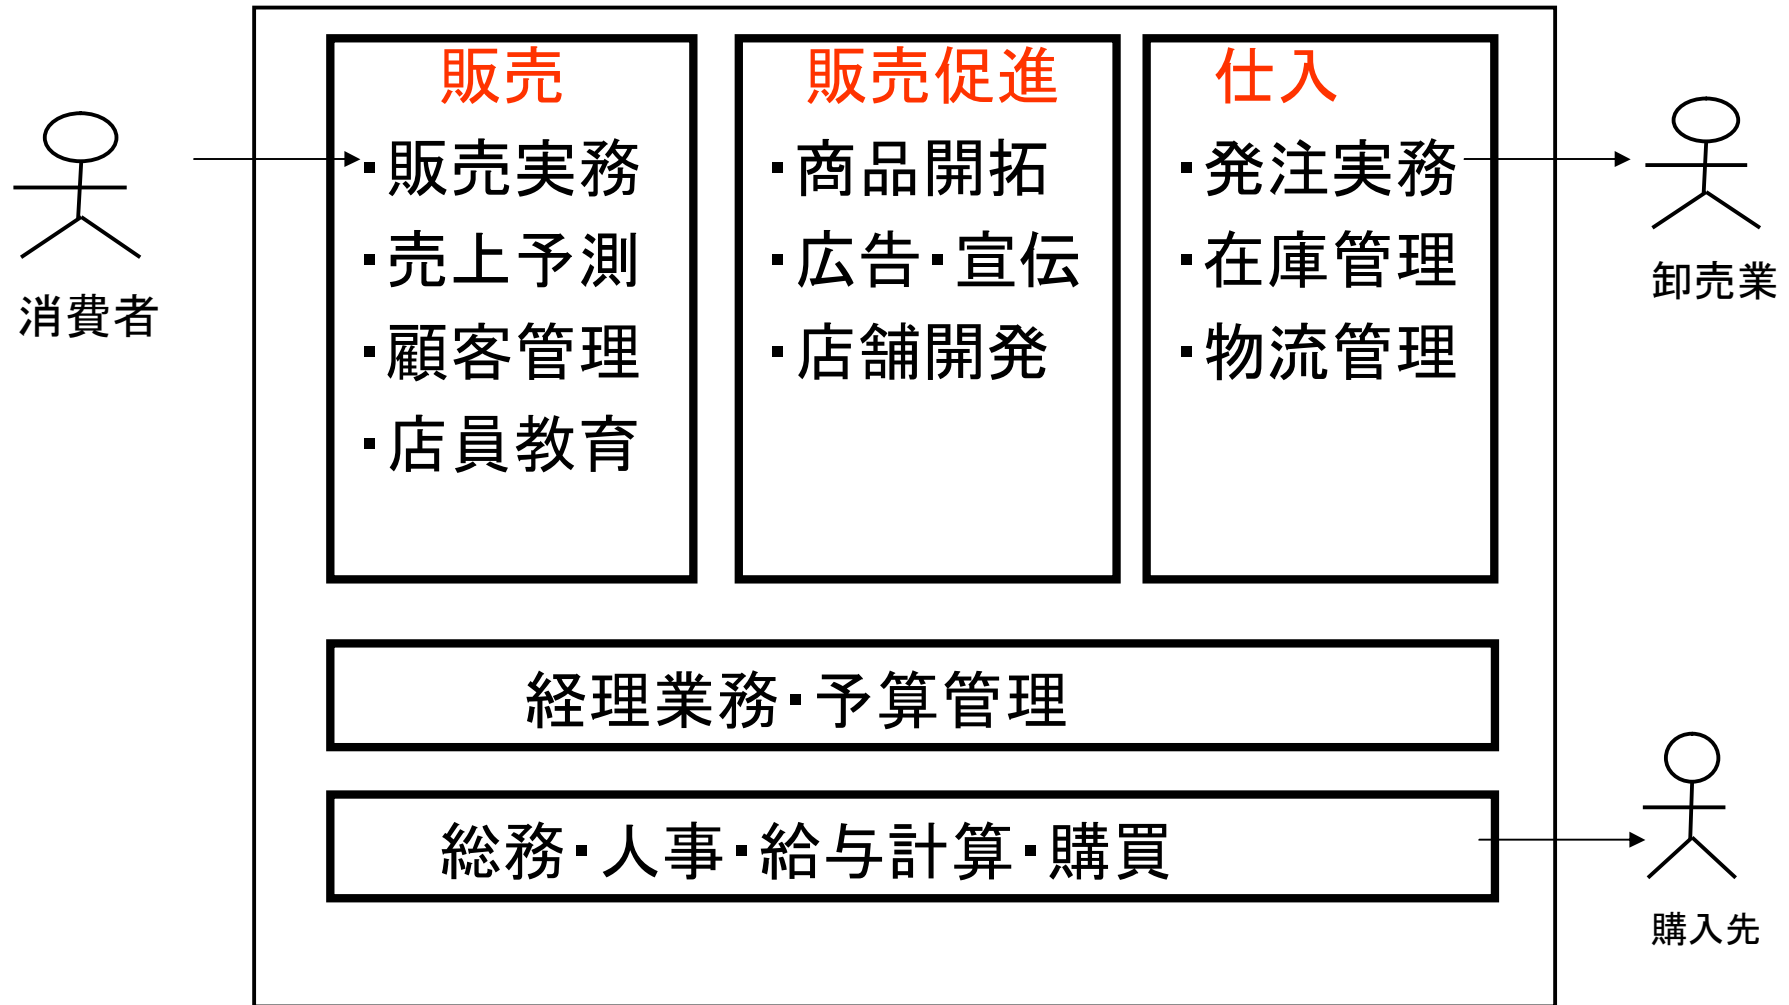 消費者
販売
・販売実務
・売上予測
・顧客管理
・店員教育
販売促進
・商品開拓
・広告・宣伝
・店舗開発
仕入
・発注実務
・在庫管理
・物流管理
卸売業
経理業務・予算管理
総務・人事・給与計算・購買
購入先